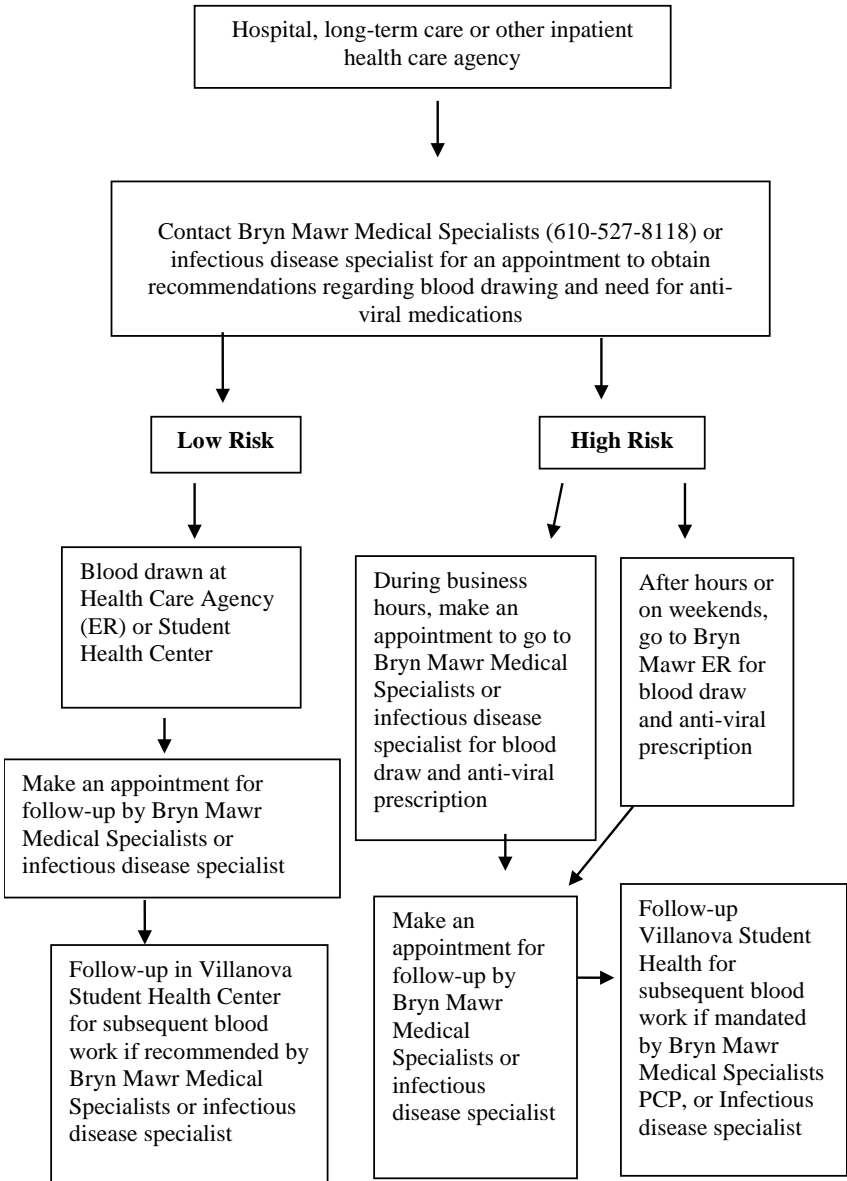 Hospital, long-term care or other inpatient
health care agency
Contact Bryn Mawr Medical Specialists (610-527-8118) or
infectious disease specialist for an appointment to obtain
recommendations regarding blood drawing and need for anti-
viral medications
Low Risk
High Risk
Blood drawn at
Health Care Agency
(ER) or Student
Health Center
During business
hours, make an
appointment to go to
Bryn Mawr Medical
Specialists or
infectious disease
specialist for blood
draw and anti-viral
prescription
After hours or
on weekends,
go to Bryn
Mawr ER for
blood draw
and anti-viral
prescription
Make an appointment for
follow-up by Bryn Mawr
Medical Specialists or
infectious disease specialist
Make an
appointment for
follow-up by
Bryn Mawr
Medical
Specialists or
infectious
disease specialist
Follow-up
Villanova Student
Health for
subsequent blood
work if mandated
by Bryn Mawr
Medical Specialists
PCP, or Infectious
disease specialist
Follow-up in Villanova
Student Health Center
for subsequent blood
work if recommended by
Bryn Mawr Medical
Specialists or infectious
disease specialist